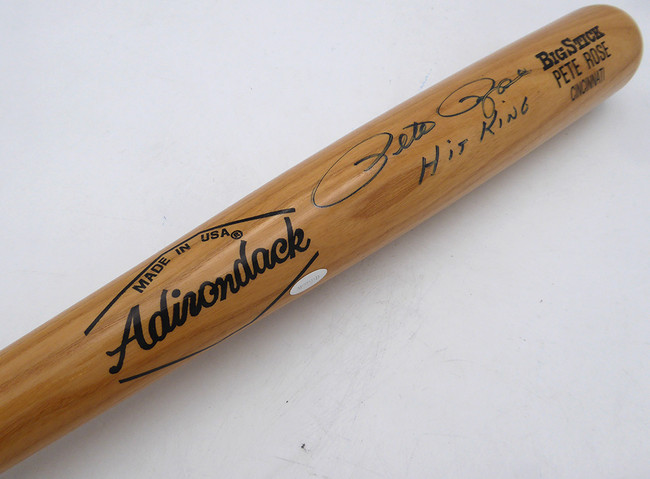 MADE IN USA®
Adirondack
Pete Rose
Hit King
BIG STICK
PETE ROSE
CINCINNATI